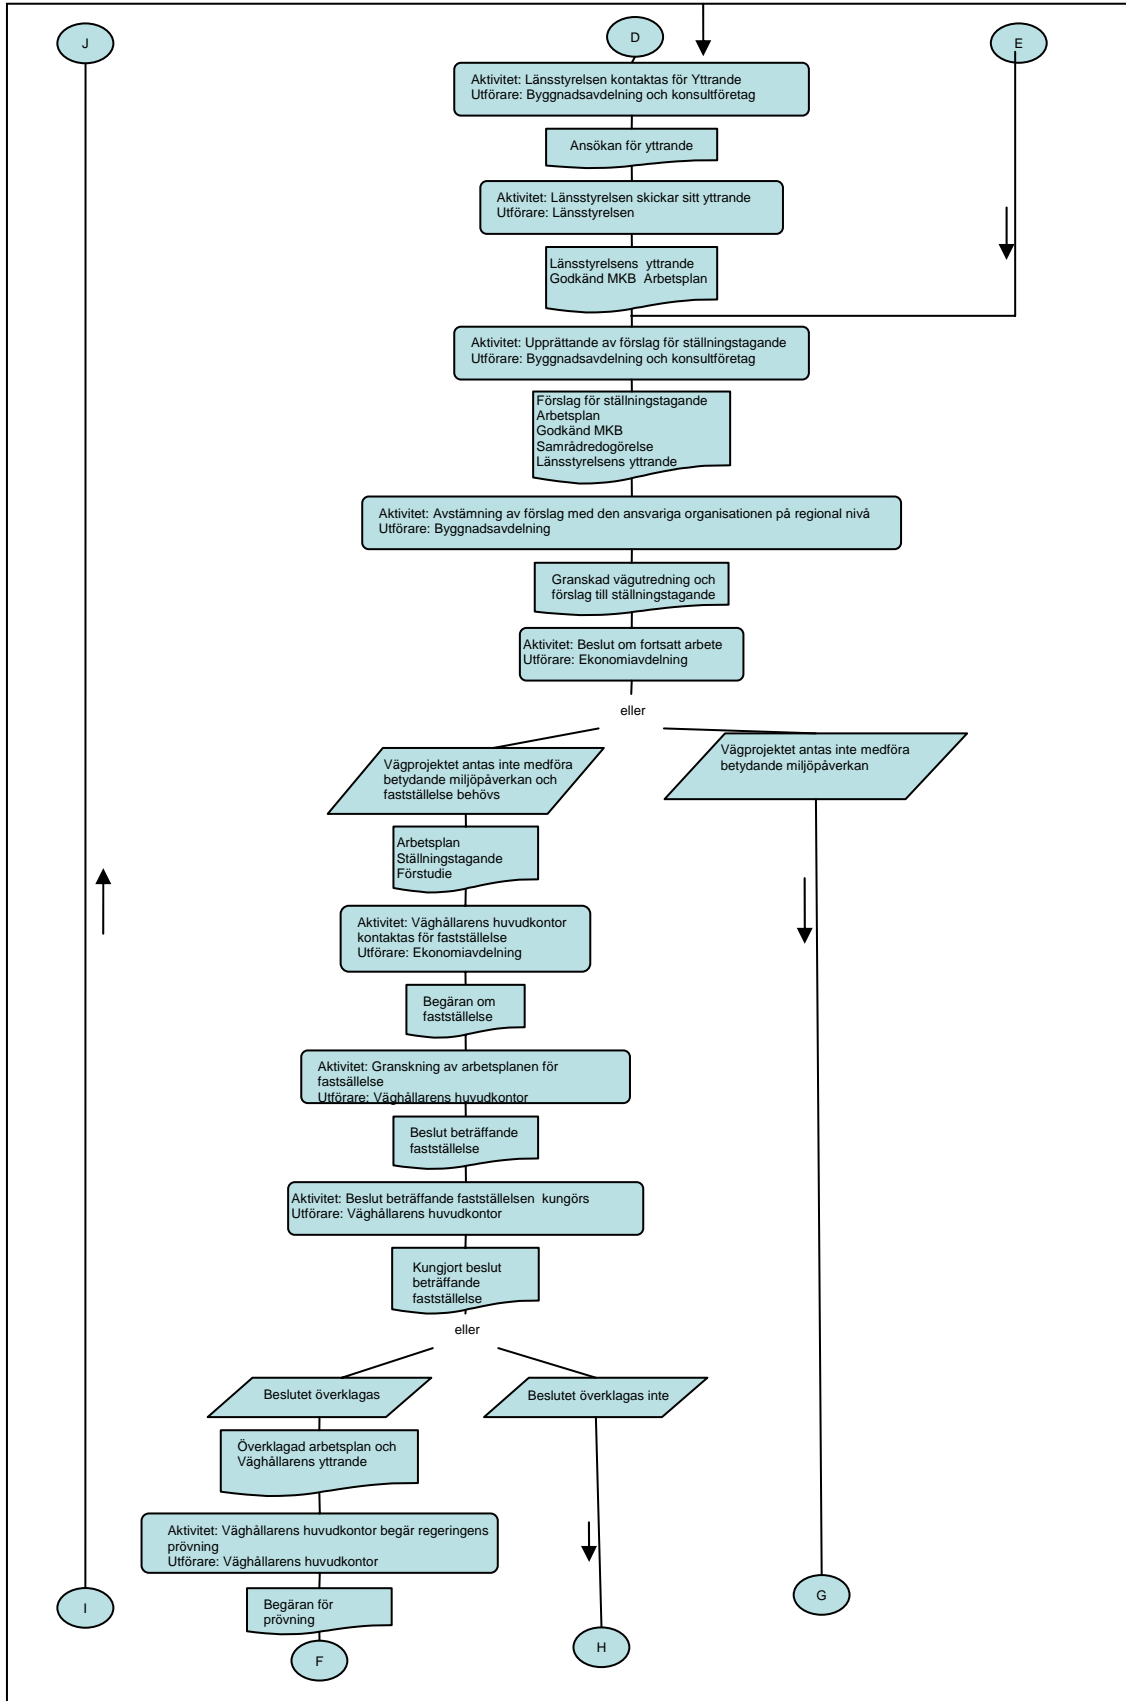 J
D
E
Aktivitet: Länsstyrelsen kontaktas för Yttrande
Utförare: Byggnadsavdelning och konsultföretag
Ansökan för yttrande
Aktivitet: Länsstyrelsen skickar sitt yttrande
Utförare: Länsstyrelsen
Länsstyrelsens yttrande
Godkänd MKB Arbetsplan
Aktivitet: Upprättande av förslag för ställningstagande
Utförare: Byggnadsavdelning och konsultföretag
Förslag för ställningstagande
Arbetsplan
Godkänd MKB
Samrådredogörelse
Länsstyrelsens yttrande
Aktivitet: Avstämning av förslag med den ansvariga organisationen på regional nivå
Utförare: Byggnadsavdelning
Granskad vägutredning och
förslag till ställningstagande
Aktivitet: Beslut om fortsatt arbete
Utförare: Ekonomiavdelning
eller
Vägprojektet antas inte medföra
betydande miljöpåverkan och
fastställelse behövs
Vägprojektet antas inte medföra
betydande miljöpåverkan
Arbetsplan
Ställningstagande
Förstudie
Aktivitet: Väghållarens huvudkontor
kontaktas för fastställelse
Utförare: Ekonomiavdelning
Begäran om
fastställelse
Aktivitet: Granskning av arbetsplanen för
fastsällelse
Utförare: Väghållarens huvudkontor
Beslut beträffande
fastställelse
Aktivitet: Beslut beträffande fastställelsen kungörs
Utförare: Väghållarens huvudkontor
Kungjort beslut
beträffande
fastställelse
eller
Beslutet överklagas
Beslutet överklagas inte
Överklagad arbetsplan och
Väghållarens yttrande
Aktivitet: Väghållarens huvudkontor begär regeringens
prövning
Utförare: Väghållarens huvudkontor
Begäran för
prövning
I
G
F
H